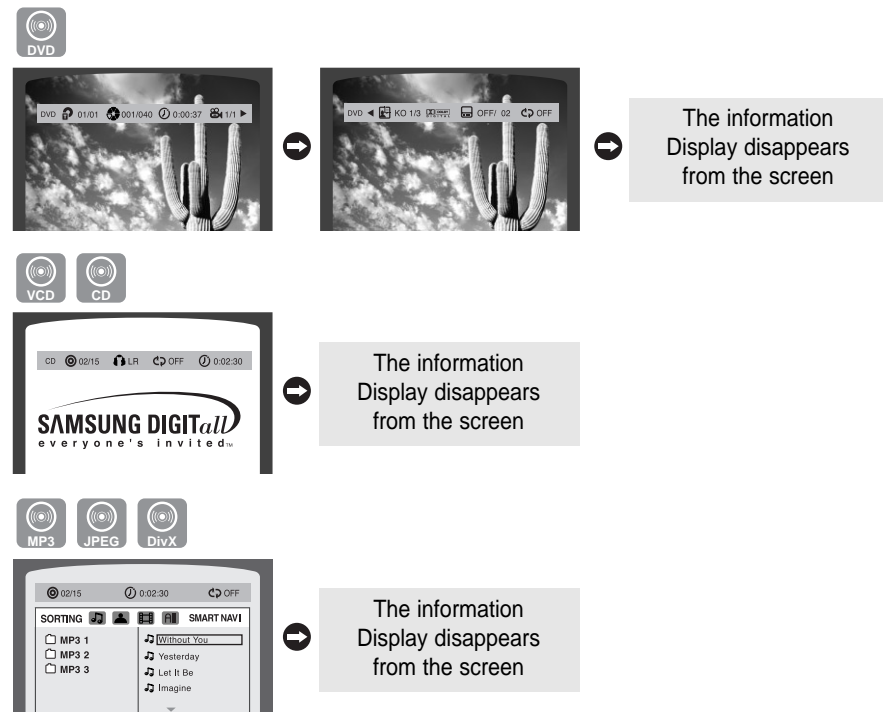 DVD
DVD 01/01 001/040 0:00:37 1/1
DVD KO 1/3 OFF/ 02 OFF
The information
Display disappears
from the screen
VCD CD
CD 02/15 LR OFF 0:02:30
SAMSUNG DIGITall
everyone's invited™
The information
Display disappears
from the screen
MP3 JPEG DivX
02/15 0:02:30 OFF
SORTING SMART NAVI
MP3 1
MP3 2
MP3 3
Without You
Yesterday
Let It Be
Imagine
The information
Display disappears
from the screen